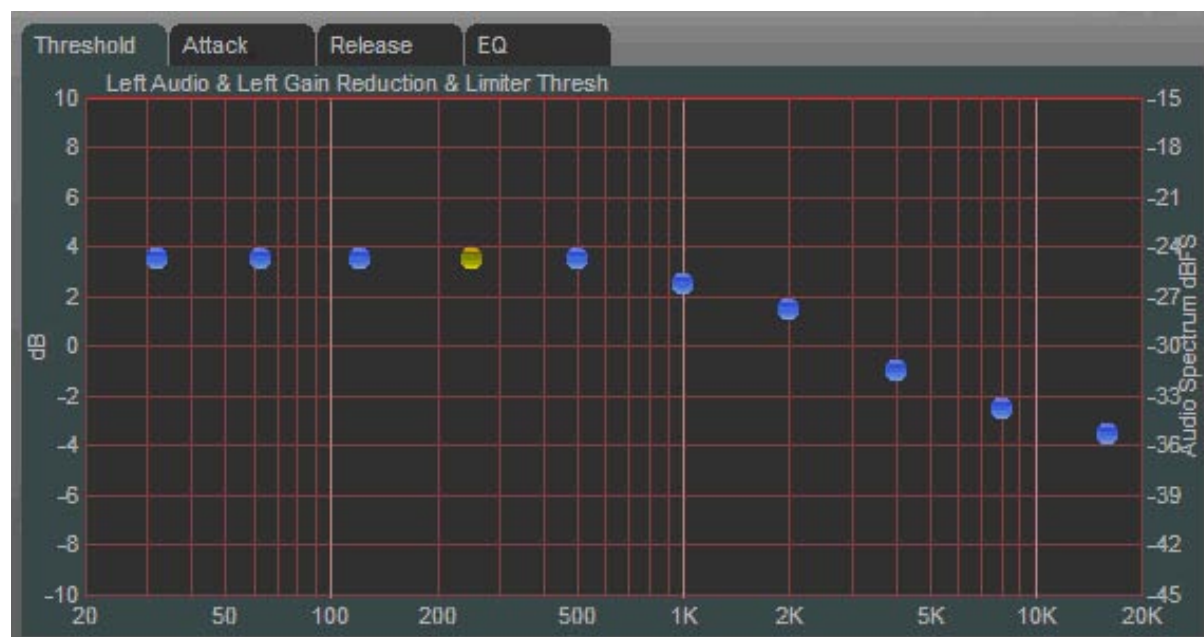 Threshold Attack Release EQ
Left Audio & Left Gain Reduction & Limiter Thresh
10 -15
8 -18
6 -21
4 -24
2 -27
0 -30
-2 -33
-4 -36
-6 -39
-8 -42
-10 -45
dB
Audio Spectrum dBFS
20 50 100 200 500 1K 2K 5K 10K 20K